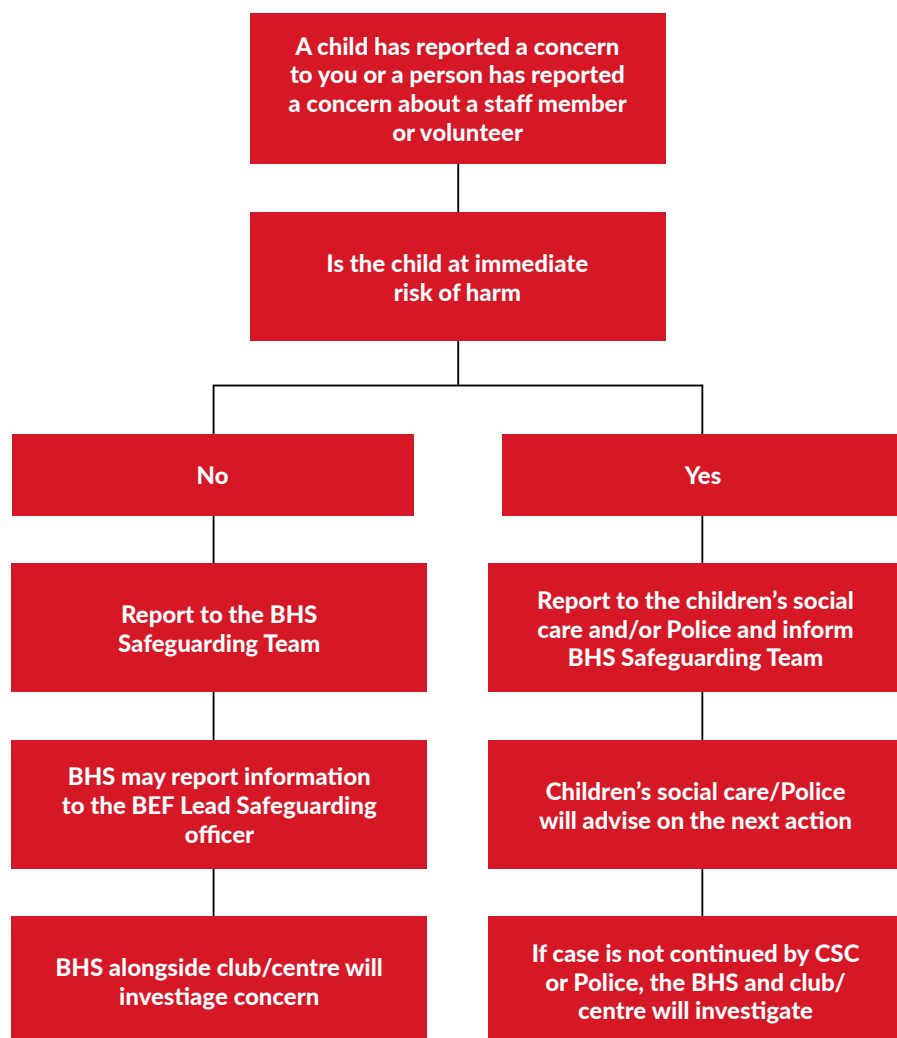 A child has reported a concern
to you or a person has reported
a concern about a staff member
or volunteer
Is the child at immediate
risk of harm
No
Yes
Report to the BHS
Safeguarding Team
Report to the children’s social
care and/or Police and inform
BHS Safeguarding Team
BHS may report information
to the BEF Lead Safeguarding
officer
Children’s social care/Police
will advise on the next action
BHS alongside club/centre will
investiage concern
If case is not continued by CSC
or Police, the BHS and club/
centre will investigate